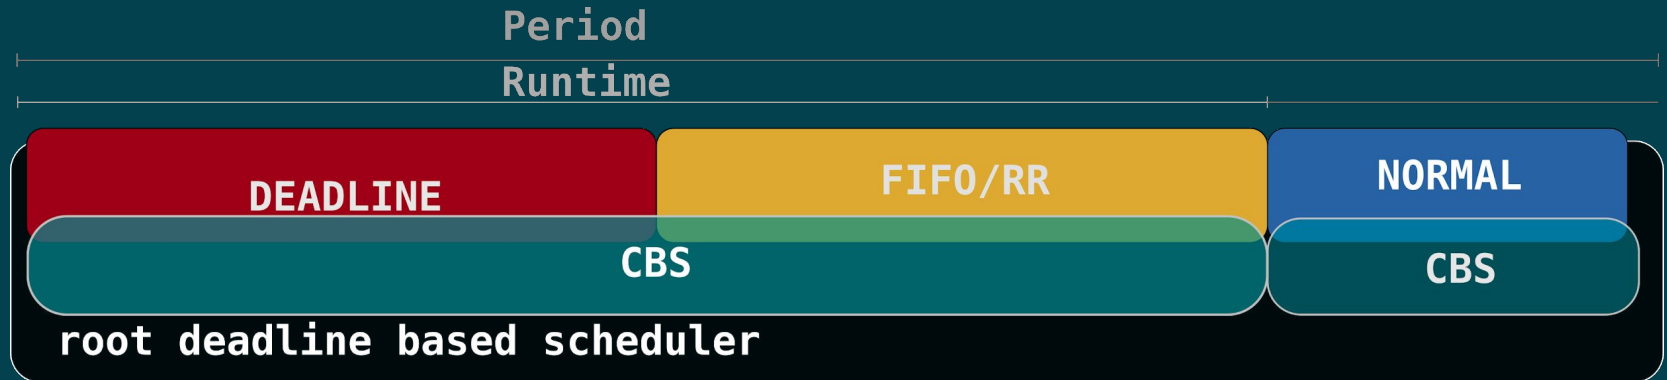 Period
Runtime
DEADLINE
FIFO/RR
NORMAL
CBS
CBS
root deadline based scheduler